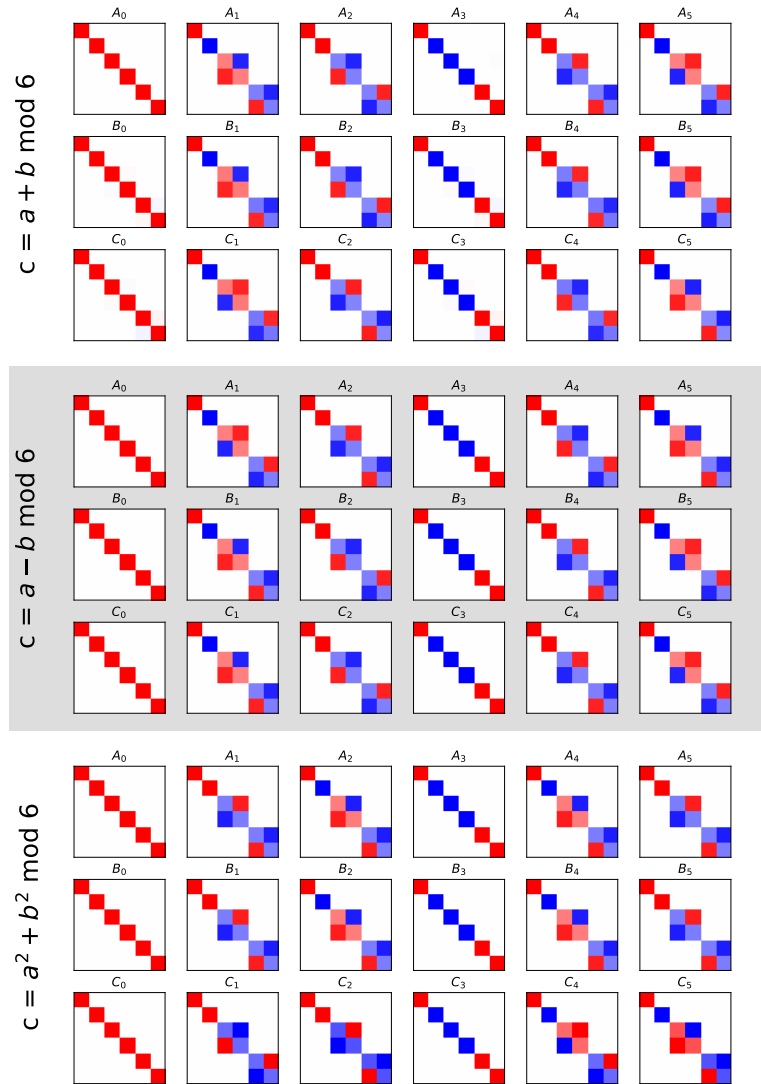 c = a + b mod 6
A₀ A₁ A₂ A₃ A₄ A₅
B₀ B₁ B₂ B₃ B₄ B₅
C₀ C₁ C₂ C₃ C₄ C₅
c = a − b mod 6
A₀ A₁ A₂ A₃ A₄ A₅
B₀ B₁ B₂ B₃ B₄ B₅
C₀ C₁ C₂ C₃ C₄ C₅
c = a² + b² mod 6
A₀ A₁ A₂ A₃ A₄ A₅
B₀ B₁ B₂ B₃ B₄ B₅
C₀ C₁ C₂ C₃ C₄ C₅